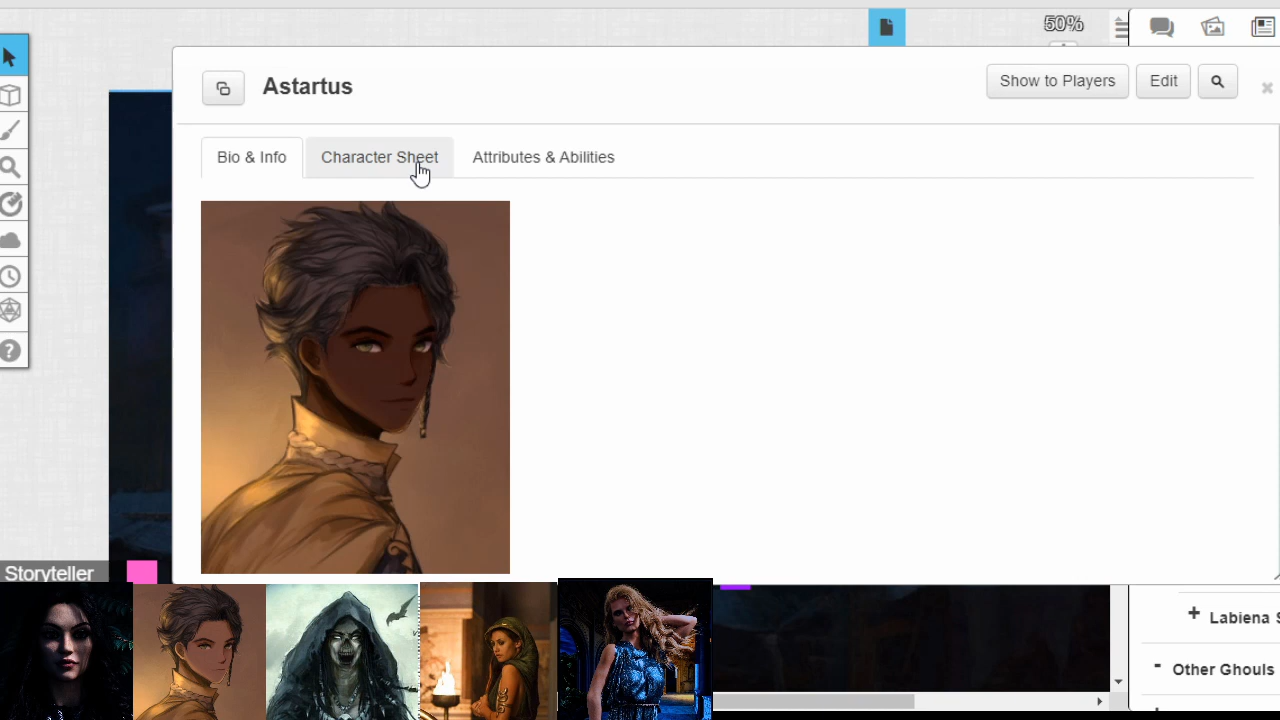 50%
Astartus
Show to Players
Edit
Bio & Info
Character Sheet
Attributes & Abilities
Storyteller
Labiena S
Other Ghouls